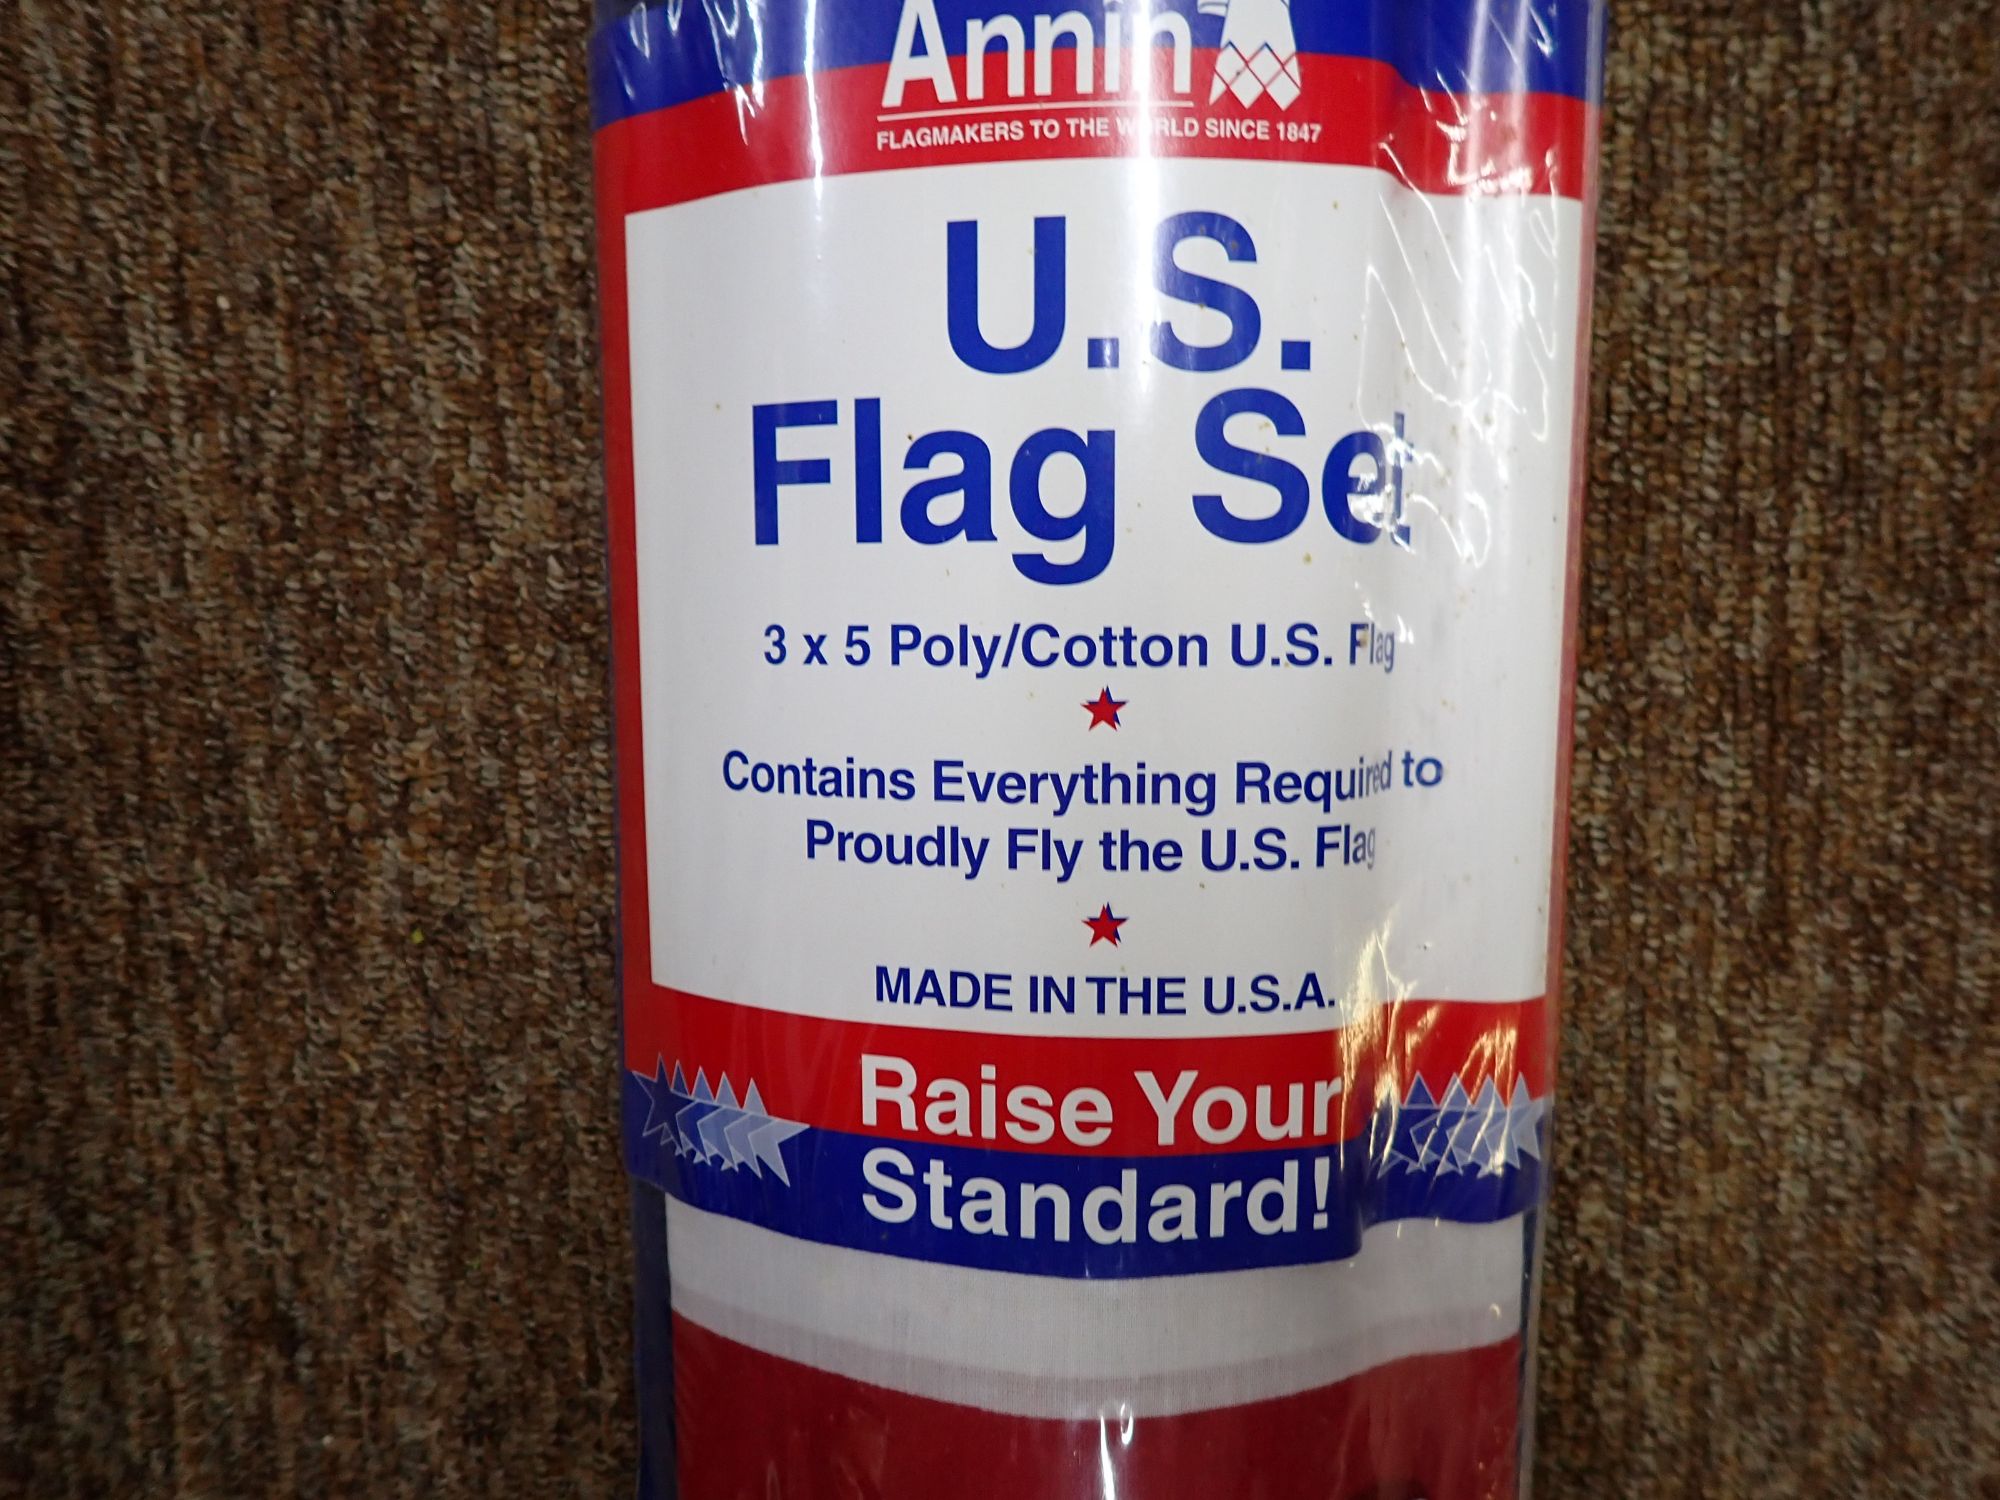 Annin
FLAGMAKERS TO THE WORLD SINCE 1847
U.S.
Flag Set
3 x 5 Poly/Cotton U.S. Flag
Contains Everything Required to
Proudly Fly the U.S. Flag
MADE IN THE U.S.A.
Raise Your
Standard!